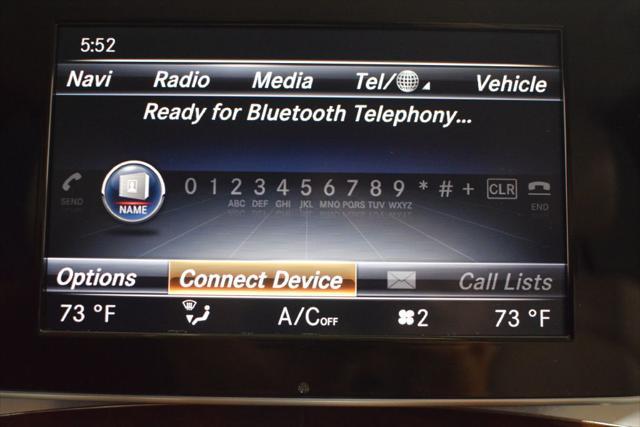 5:52
Navi Radio Media Tel/ Vehicle
Ready for Bluetooth Telephony...
0 1 2 3 4 5 6 7 8 9 * # + CLR
SEND NAME ABC DEF GHI JKL MNO PQRS TUV WXYZ END
Options Connect Device Call Lists
73 °F A/C OFF 2 73 °F